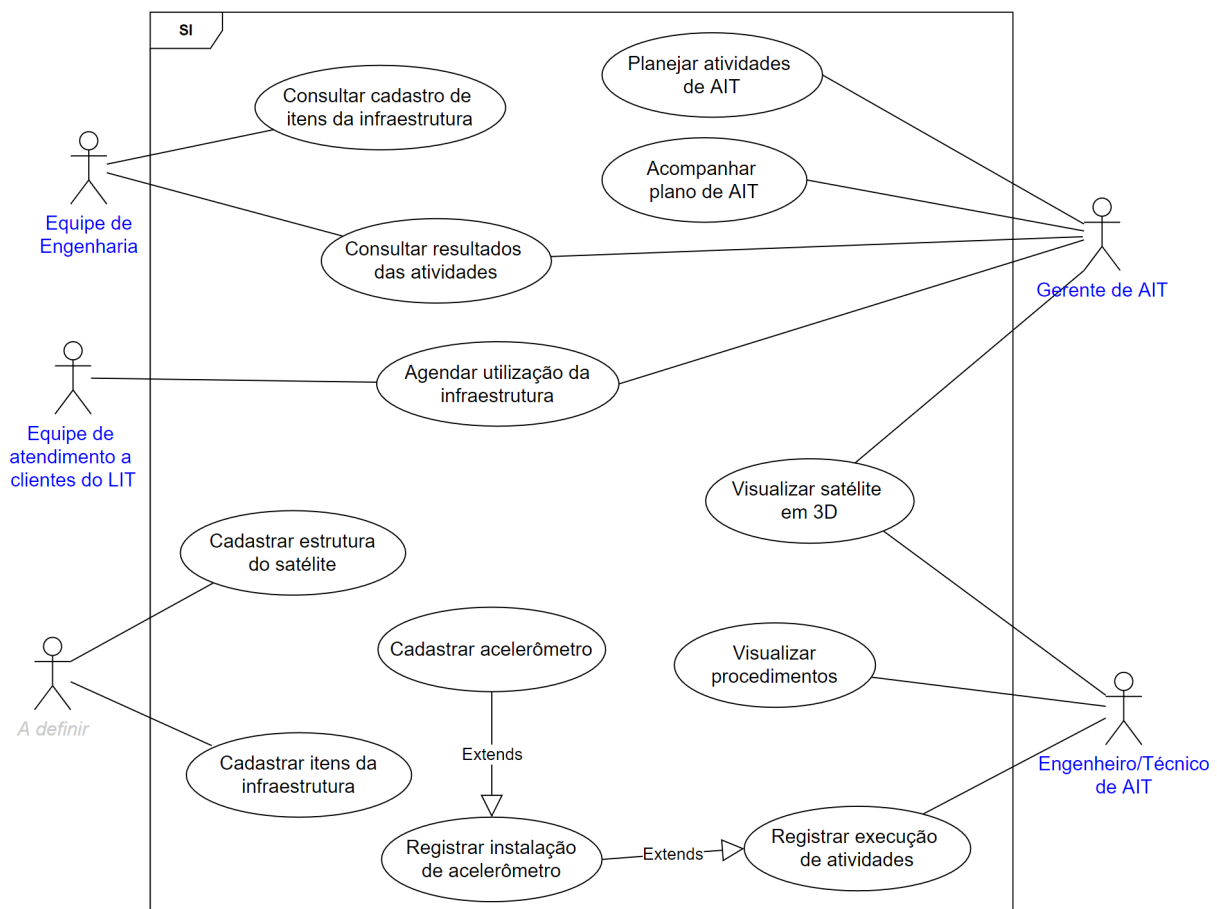 SI
Planejar atividades
de AIT
Consultar cadastro de
itens da infraestrutura
Acompanhar
plano de AIT
Equipe de
Engenharia
Consultar resultados
das atividades
Gerente de AIT
Agendar utilização da
infraestrutura
Equipe de
atendimento a
clientes do LIT
Visualizar satélite
em 3D
Cadastrar estrutura
do satélite
Cadastrar acelerômetro
Visualizar
procedimentos
A definir
Extends
Cadastrar itens da
infraestrutura
Engenheiro/Técnico
de AIT
Registrar instalação
de acelerômetro
Extends
Registrar execução
de atividades